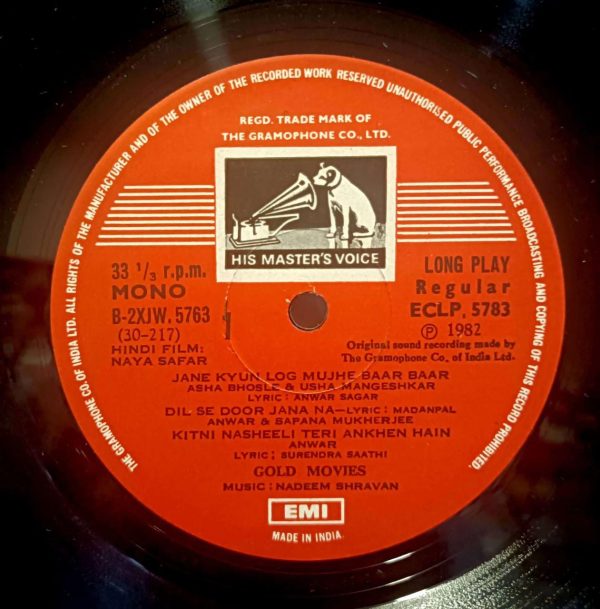 THE GRAMOPHONE CO. OF INDIA LTD. ALL RIGHTS OF THE MANUFACTURER AND OF THE OWNER OF THE RECORDED WORK RESERVED UNAUTHORISED PUBLIC PERFORMANCE BROADCASTING AND COPYING OF THIS RECORD PROHIBITED.
REGD. TRADE MARK OF
THE GRAMOPHONE CO., LTD.
HIS MASTER'S VOICE
33 1/3 r.p.m.
MONO
B-2XJW, 5763
(30-217)
HINDI FILM:
NAYA SAFAR
1
LONG PLAY
Regular
ECLP, 5783
Ⓟ 1982
Original sound recording made by
The Gramophone Co., of India Ltd.
JANE KYUN LOG MUJHE BAAR BAAR
ASHA BHOSLE & USHA MANGESHKAR
LYRIC: ANWAR SAGAR
DIL SE DOOR JANA NA—LYRIC: MADANPAL
ANWAR & SAPANA MUKHERJEE
KITNI NASHEELI TERI ANKHEN HAIN
ANWAR
LYRIC; SURENDRA SAATHI
GOLD MOVIES
MUSIC: NADEEM SHRAVAN
EMI
MADE IN INDIA.